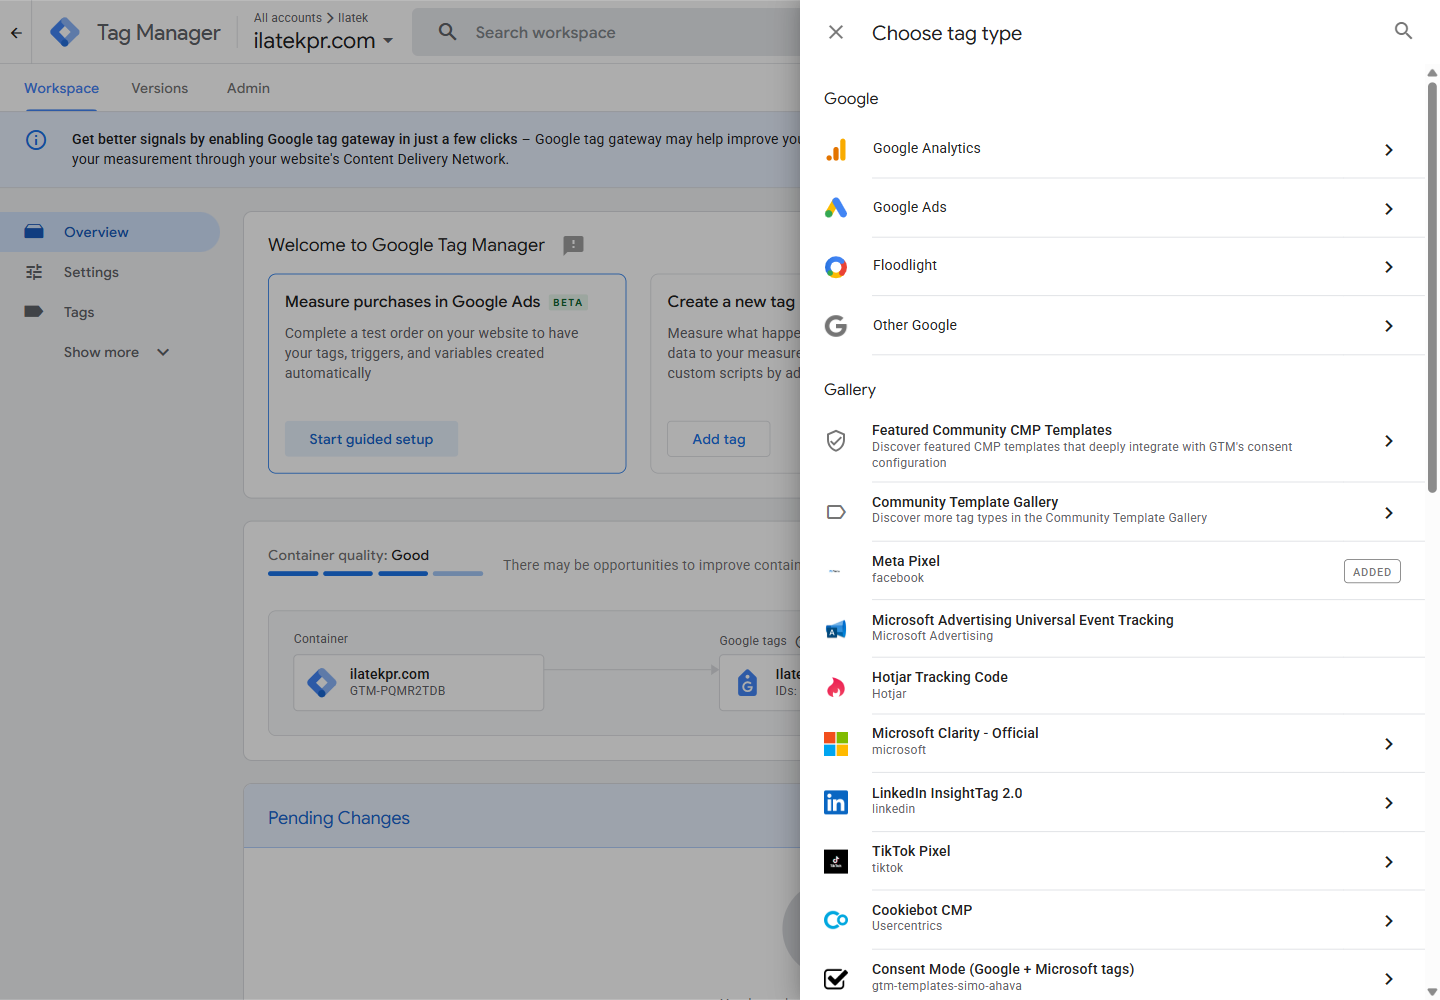 Tag Manager
All accounts > Ilatek
ilatekpr.com
Search workspace
Workspace
Versions
Admin
Get better signals by enabling Google tag gateway in just a few clicks – Google tag gateway may help improve you
your measurement through your website's Content Delivery Network.
Overview
Settings
Tags
Show more
Welcome to Google Tag Manager
Measure purchases in Google Ads BETA
Complete a test order on your website to have
your tags, triggers, and variables created
automatically
Start guided setup
Create a new tag
Measure what happe
data to your measure
custom scripts by ad
Add tag
Container quality: Good
There may be opportunities to improve contain
Container
ilatekpr.com
GTM-PQMR2TDB
Google tags
Ilate
IDs:
Pending Changes
Choose tag type
Google
Google Analytics
Google Ads
Floodlight
Other Google
Gallery
Featured Community CMP Templates
Discover featured CMP templates that deeply integrate with GTM's consent
configuration
Community Template Gallery
Discover more tag types in the Community Template Gallery
Meta Pixel
facebook
ADDED
Microsoft Advertising Universal Event Tracking
Microsoft Advertising
Hotjar Tracking Code
Hotjar
Microsoft Clarity - Official
microsoft
LinkedIn InsightTag 2.0
linkedin
TikTok Pixel
tiktok
Cookiebot CMP
Usercentrics
Consent Mode (Google + Microsoft tags)
gtm-templates-simo-ahava